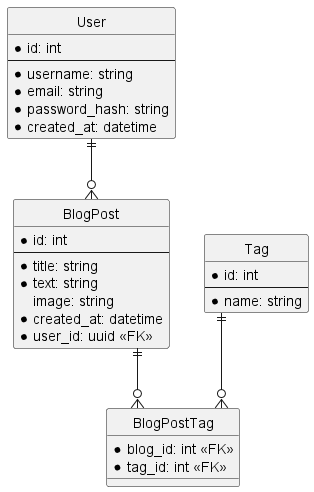 User
id: int
username: string
email: string
password_hash: string
created_at: datetime
BlogPost
id: int
title: string
text: string
image: string
created_at: datetime
user_id: uuid «FK»
Tag
id: int
name: string
BlogPostTag
blog_id: int «FK»
tag_id: int «FK»